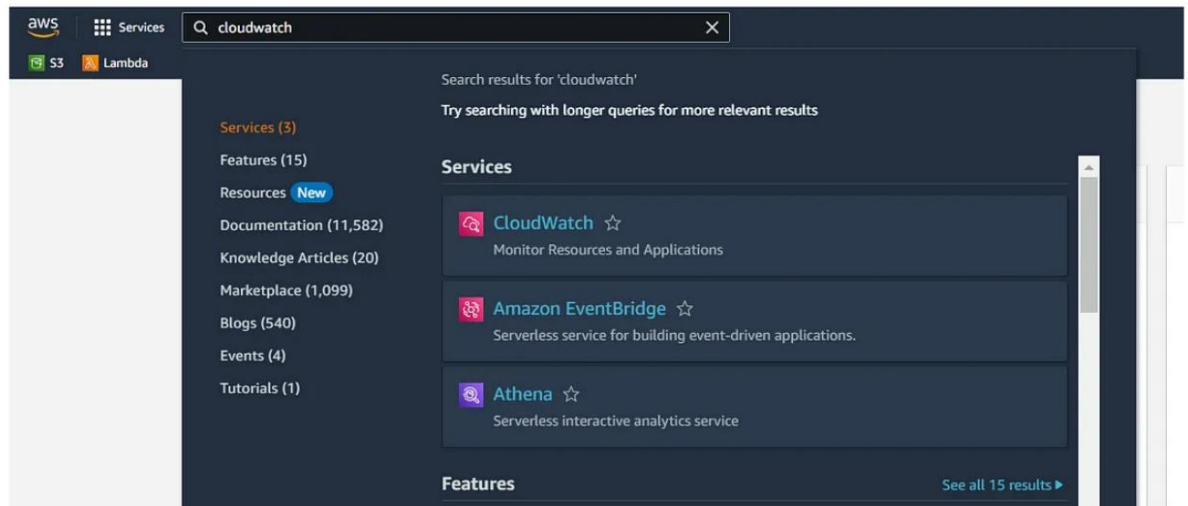 aws
Services
cloudwatch
S3
Lambda
Search results for 'cloudwatch'
Try searching with longer queries for more relevant results
Services (3)
Features (15)
Resources New
Documentation (11,582)
Knowledge Articles (20)
Marketplace (1,099)
Blogs (540)
Events (4)
Tutorials (1)
Services
CloudWatch
Monitor Resources and Applications
Amazon EventBridge
Serverless service for building event-driven applications.
Athena
Serverless interactive analytics service
Features
See all 15 results